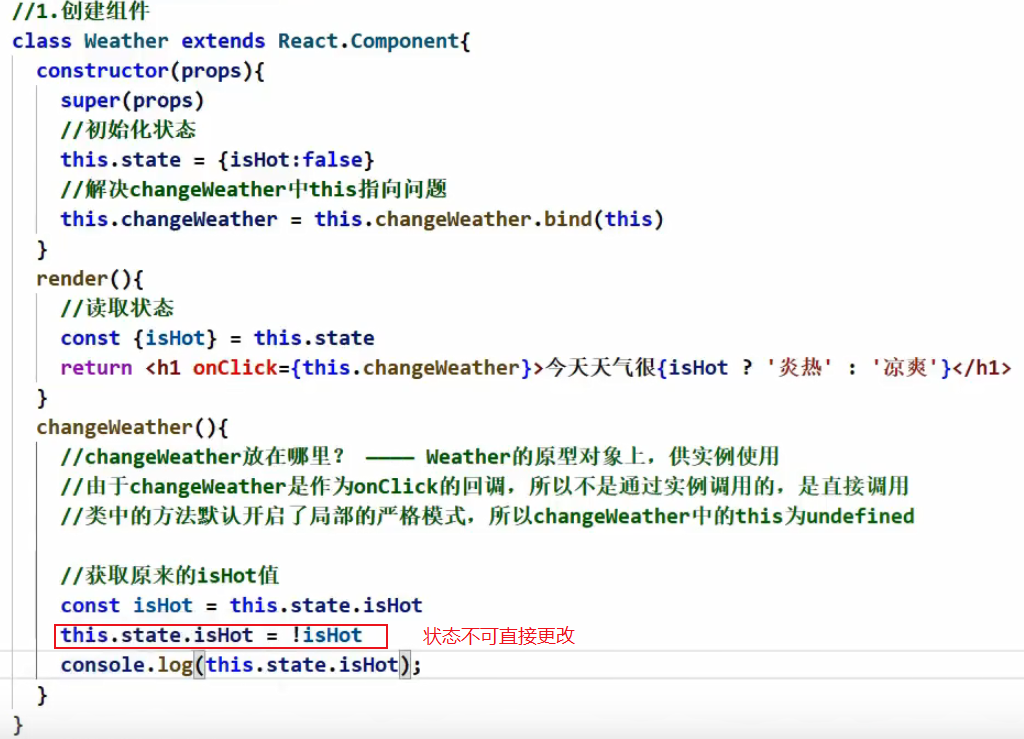 //1.创建组件
class Weather extends React.Component{
constructor(props){
super(props)
//初始化状态
this.state = {isHot:false}
//解决changeWeather中this指向问题
this.changeWeather = this.changeWeather.bind(this)
}
render(){
//读取状态
const {isHot} = this.state
return <h1 onClick={this.changeWeather}>今天天气很{isHot ? '炎热' : '凉爽'}</h1>
}
changeWeather(){
//changeWeather放在哪里？ ———— Weather的原型对象上，供实例使用
//由于changeWeather是作为onClick的回调，所以不是通过实例调用的，是直接调用
//类中的方法默认开启了局部的严格模式，所以changeWeather中的this为undefined
//获取原来的isHot值
const isHot = this.state.isHot
this.state.isHot = !isHot 状态不可直接更改
console.log(this.state.isHot);
}
}